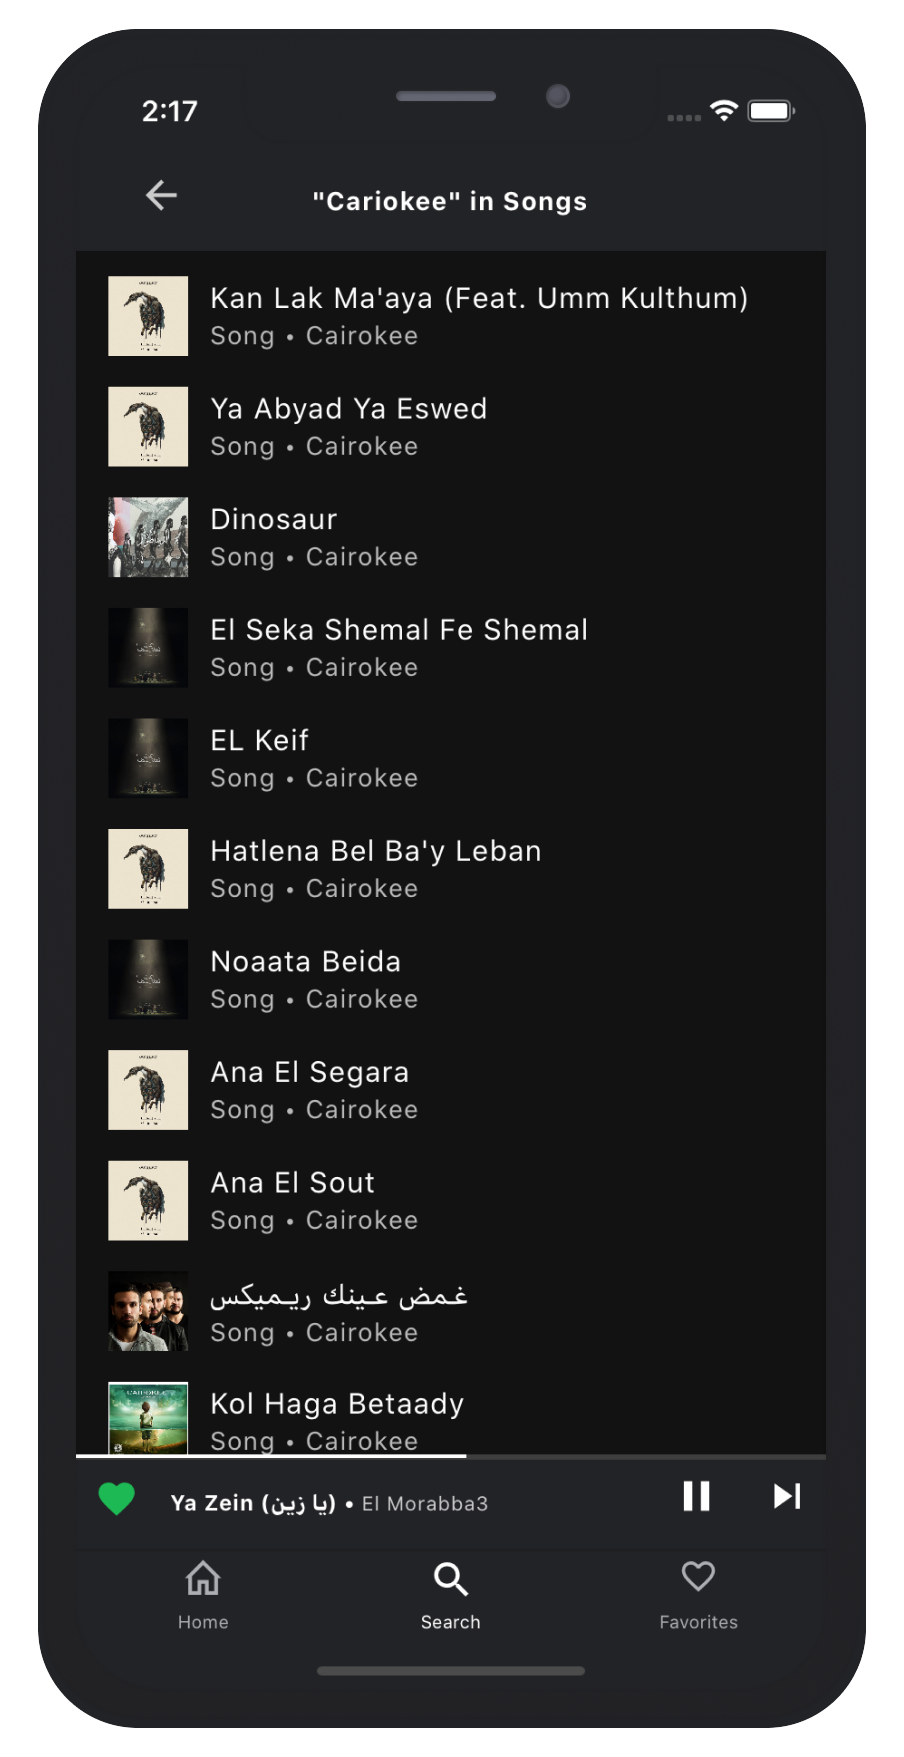 2:17
"Cariokee" in Songs
Kan Lak Ma'aya (Feat. Umm Kulthum)
Song • Cairokee
Ya Abyad Ya Eswed
Song • Cairokee
Dinosaur
Song • Cairokee
El Seka Shemal Fe Shemal
Song • Cairokee
EL Keif
Song • Cairokee
Hatlena Bel Ba'y Leban
Song • Cairokee
Noaata Beida
Song • Cairokee
Ana El Segara
Song • Cairokee
Ana El Sout
Song • Cairokee
غمض عينك ريميكس
Song • Cairokee
CAIROKEE
Kol Haga Betaady
Song • Cairokee
Ya Zein (يا زين) • El Morabba3
Home
Search
Favorites